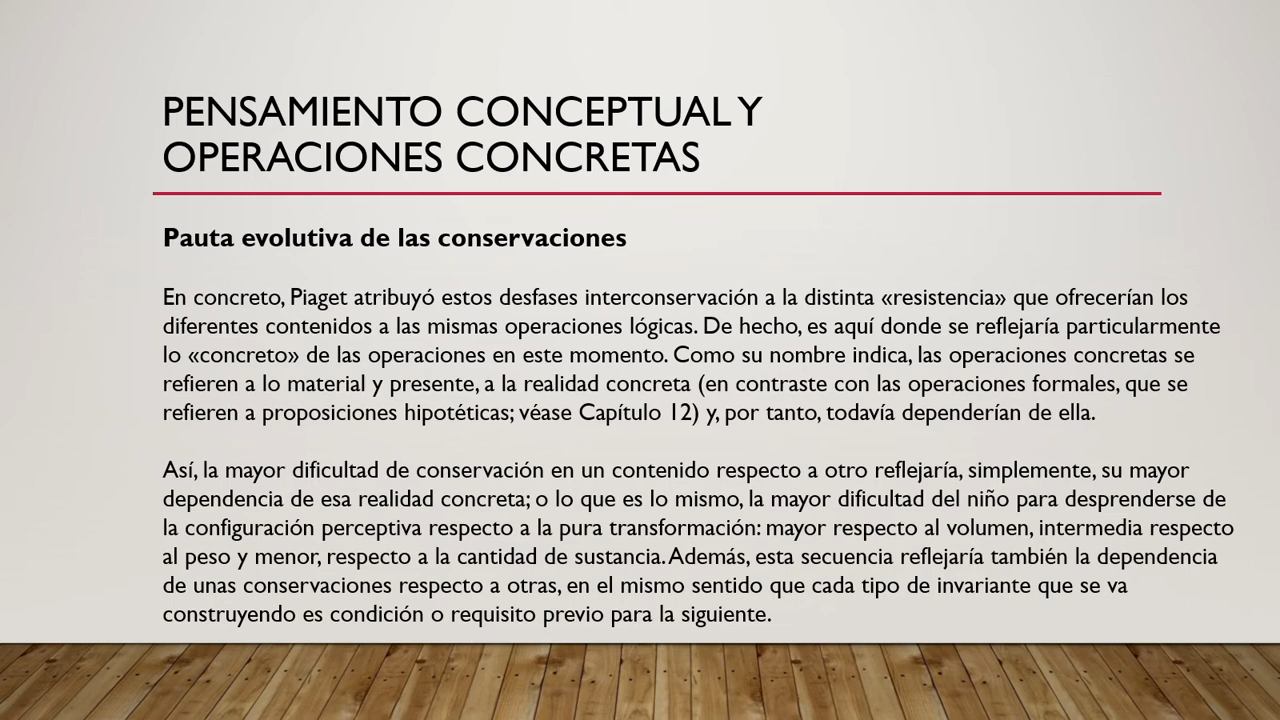 PENSAMIENTO CONCEPTUAL Y
OPERACIONES CONCRETAS
Pauta evolutiva de las conservaciones
En concreto, Piaget atribuyó estos desfases interconservación a la distinta «resistencia» que ofrecerían los
diferentes contenidos a las mismas operaciones lógicas. De hecho, es aquí donde se reflejaría particularmente
lo «concreto» de las operaciones en este momento. Como su nombre indica, las operaciones concretas se
refieren a lo material y presente, a la realidad concreta (en contraste con las operaciones formales, que se
refieren a proposiciones hipotéticas; véase Capítulo 12) y, por tanto, todavía dependerían de ella.
Así, la mayor dificultad de conservación en un contenido respecto a otro reflejaría, simplemente, su mayor
dependencia de esa realidad concreta; o lo que es lo mismo, la mayor dificultad del niño para desprenderse de
la configuración perceptiva respecto a la pura transformación: mayor respecto al volumen, intermedia respecto
al peso y menor, respecto a la cantidad de sustancia. Además, esta secuencia reflejaría también la dependencia
de unas conservaciones respecto a otras, en el mismo sentido que cada tipo de invariante que se va
construyendo es condición o requisito previo para la siguiente.